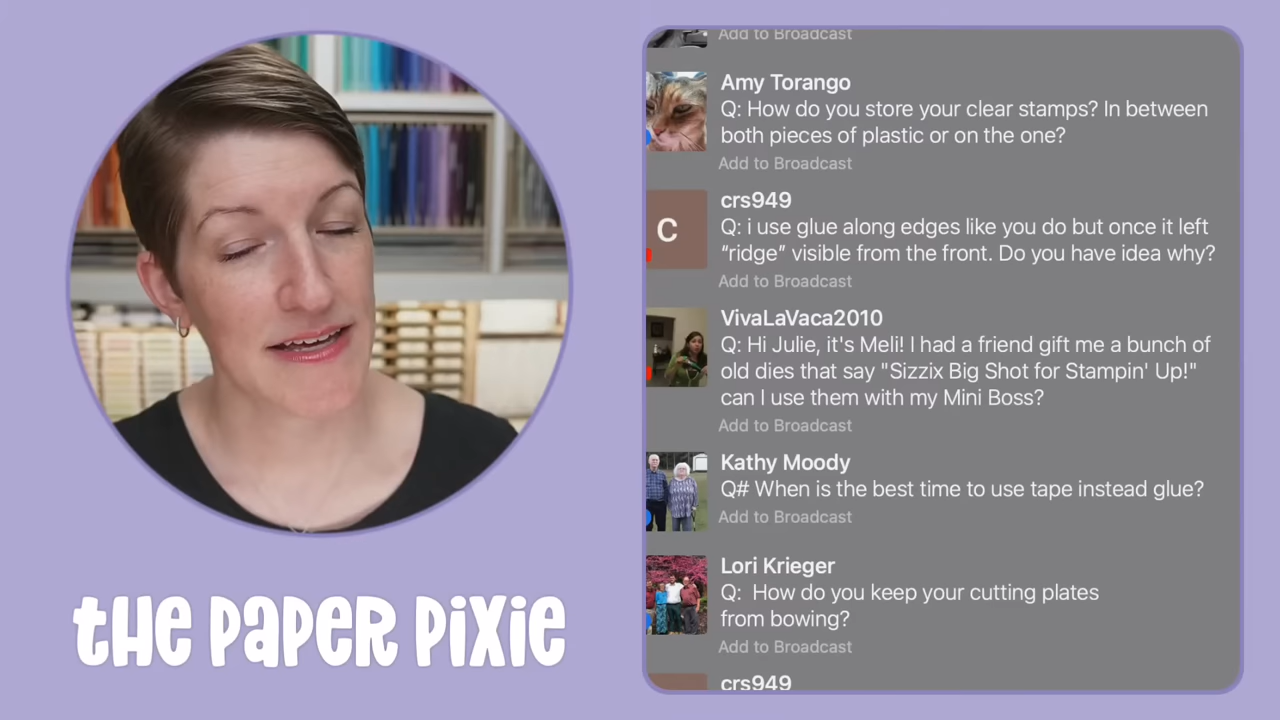 Add to Broadcast
Amy Torango
Q: How do you store your clear stamps? In between
both pieces of plastic or on the one?
Add to Broadcast
C
crs949
Q: i use glue along edges like you do but once it left
“ridge” visible from the front. Do you have idea why?
Add to Broadcast
VivaLaVaca2010
Q: Hi Julie, it's Meli! I had a friend gift me a bunch of
old dies that say "Sizzix Big Shot for Stampin' Up!"
can I use them with my Mini Boss?
Add to Broadcast
Kathy Moody
Q# When is the best time to use tape instead glue?
Add to Broadcast
Lori Krieger
Q:  How do you keep your cutting plates
from bowing?
Add to Broadcast
crs949
the paper pixie